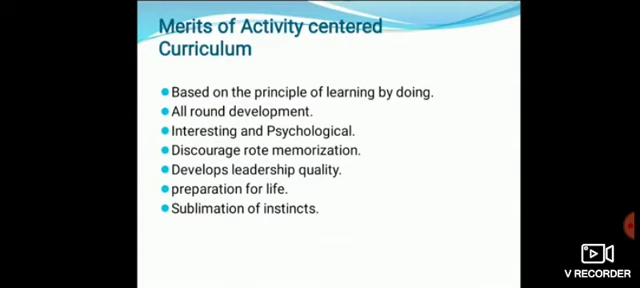 Merits of Activity centered
Curriculum
Based on the principle of learning by doing.
All round development.
Interesting and Psychological.
Discourage rote memorization.
Develops leadership quality.
preparation for life.
Sublimation of instincts.
V RECORDER